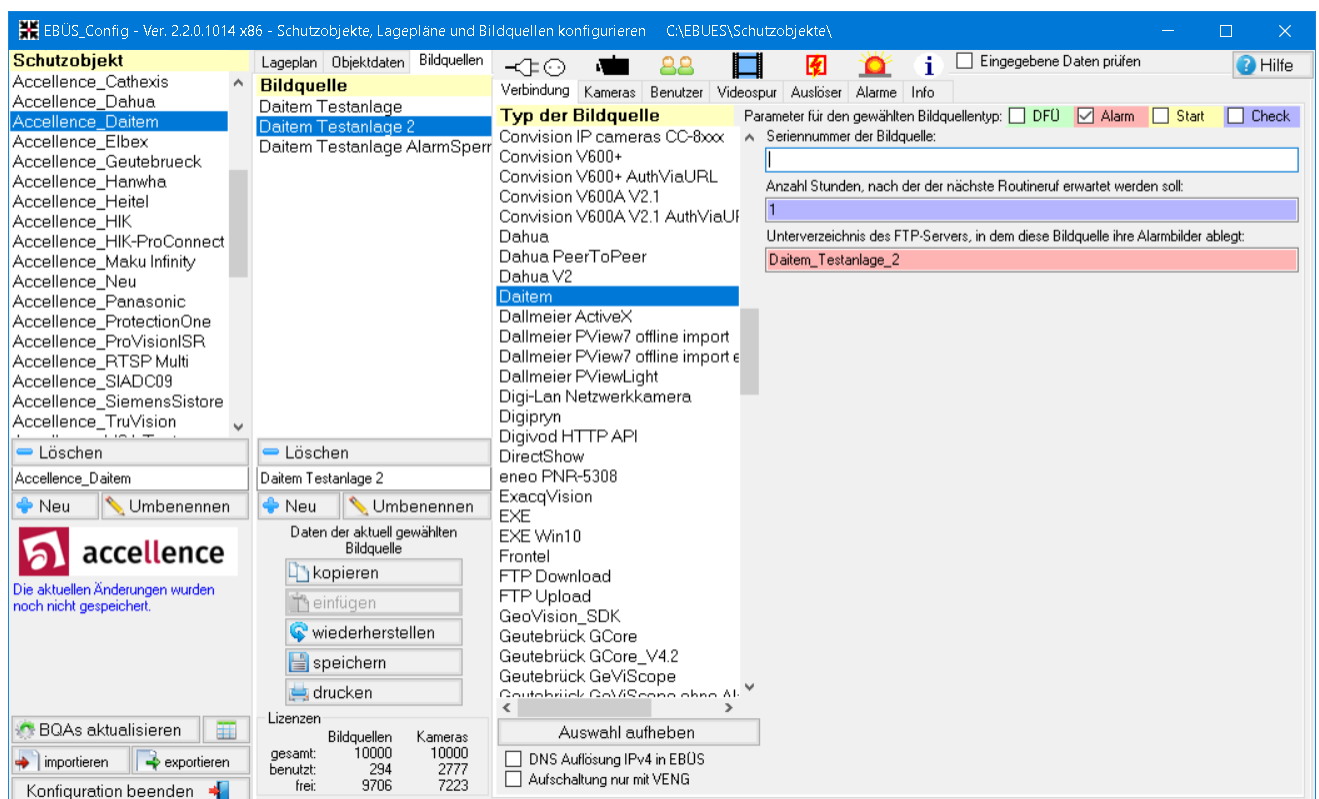 EBÜS_Config - Ver. 2.2.0.1014 x86 - Schutzobjekte, Lagepläne und Bildquellen konfigurieren C:\EBUES\Schutzobjekte\
Schutzobjekt
Accellence_Cathexis
Accellence_Dahua
Accellence_Daitem
Accellence_Elbex
Accellence_Geutebrueck
Accellence_Hanwha
Accellence_Heitel
Accellence_HIK
Accellence_HIK-ProConnect
Accellence_Maku Infinity
Accellence_Neu
Accellence_Panasonic
Accellence_ProtectionOne
Accellence_ProVisionISR
Accellence_RTSP Multi
Accellence_SIADC09
Accellence_SiemensSistore
Accellence_TruVision
Löschen
Accellence_Daitem
Neu Umbenennen
accellence
Die aktuellen Änderungen wurden
noch nicht gespeichert.
BQAs aktualisieren
importieren exportieren
Konfiguration beenden
Lageplan Objektdaten Bildquellen
Bildquelle
Daitem Testanlage
Daitem Testanlage 2
Daitem Testanlage AlarmSperr
Löschen
Daitem Testanlage 2
Neu Umbenennen
Daten der aktuell gewählten
Bildquelle
kopieren
einfügen
wiederherstellen
speichern
drucken
Lizenzen
Bildquellen Kameras
gesamt: 10000 10000
benutzt: 294 2777
frei: 9706 7223
Eingegebene Daten prüfen
Hilfe
Verbindung Kameras Benutzer Videospur Auslöser Alarme Info
Typ der Bildquelle
Convision IP cameras CC-8xxx
Convision V600+
Convision V600+ AuthViaURL
Convision V600A V2.1
Convision V600A V2.1 AuthViaUR
Dahua
Dahua PeerToPeer
Dahua V2
Daitem
Dallmeier ActiveX
Dallmeier PView7 offline import
Dallmeier PView7 offline import e
Dallmeier PViewLight
Digi-Lan Netzwerkkamera
Digipryn
Digivod HTTP API
DirectShow
eneo PNR-5308
ExacqVision
EXE
EXE Win10
Frontel
FTP Download
FTP Upload
GeoVision_SDK
Geutebrück GCore
Geutebrück GCore_V4.2
Geutebrück GeViScope
Geutebrück GeViScope ohne Al
Auswahl aufheben
DNS Auflösung IPv4 in EBÜS
Aufschaltung nur mit VENG
Parameter für den gewählten Bildquellentyp: DFÜ Alarm Start Check
Seriennummer der Bildquelle:
Anzahl Stunden, nach der der nächste Routineruf erwartet werden soll:
1
Unterverzeichnis des FTP-Servers, in dem diese Bildquelle ihre Alarmbilder ablegt:
Daitem_Testanlage_2